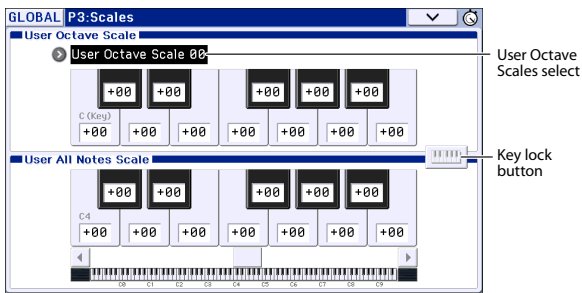 GLOBAL P3:Scales
User Octave Scale
User Octave Scale 00
User Octave
Scales select
+00 +00 +00 +00 +00
C (Key)
+00 +00 +00 +00 +00 +00 +00
User All Notes Scale
Key lock
button
+00 +00 +00 +00 +00
C4
+00 +00 +00 +00 +00 +00 +00
C0 C1 C2 C3 C4 C5 C6 C7 C8 C9